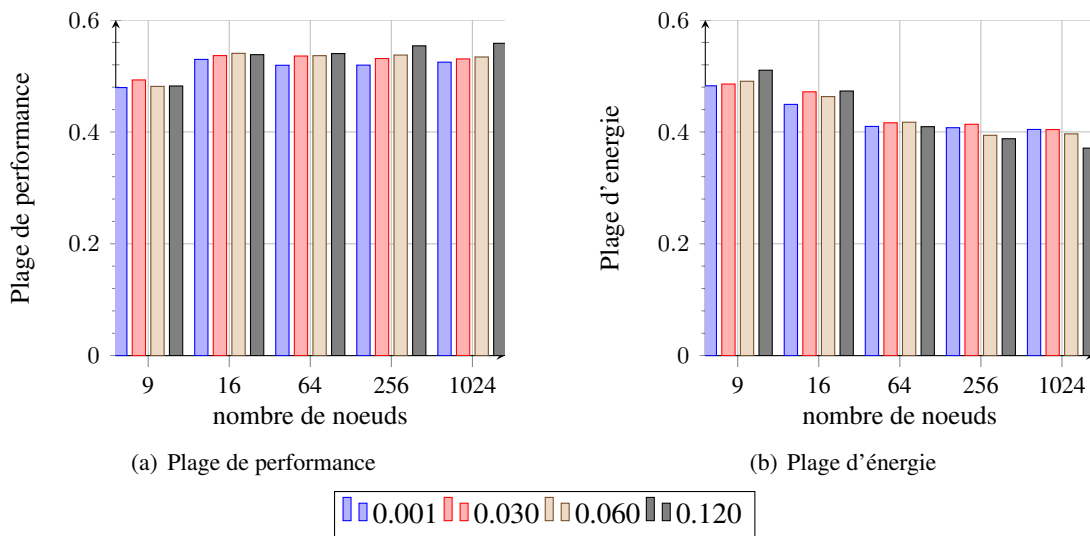 0.6
0.4
0.2
0
Plage de performance
9 16 64 256 1024
nombre de noeuds
(a) Plage de performance
0.6
0.4
0.2
0
Plage d'energie
9 16 64 256 1024
nombre de noeuds
(b) Plage d'énergie
0.001 0.030 0.060 0.120